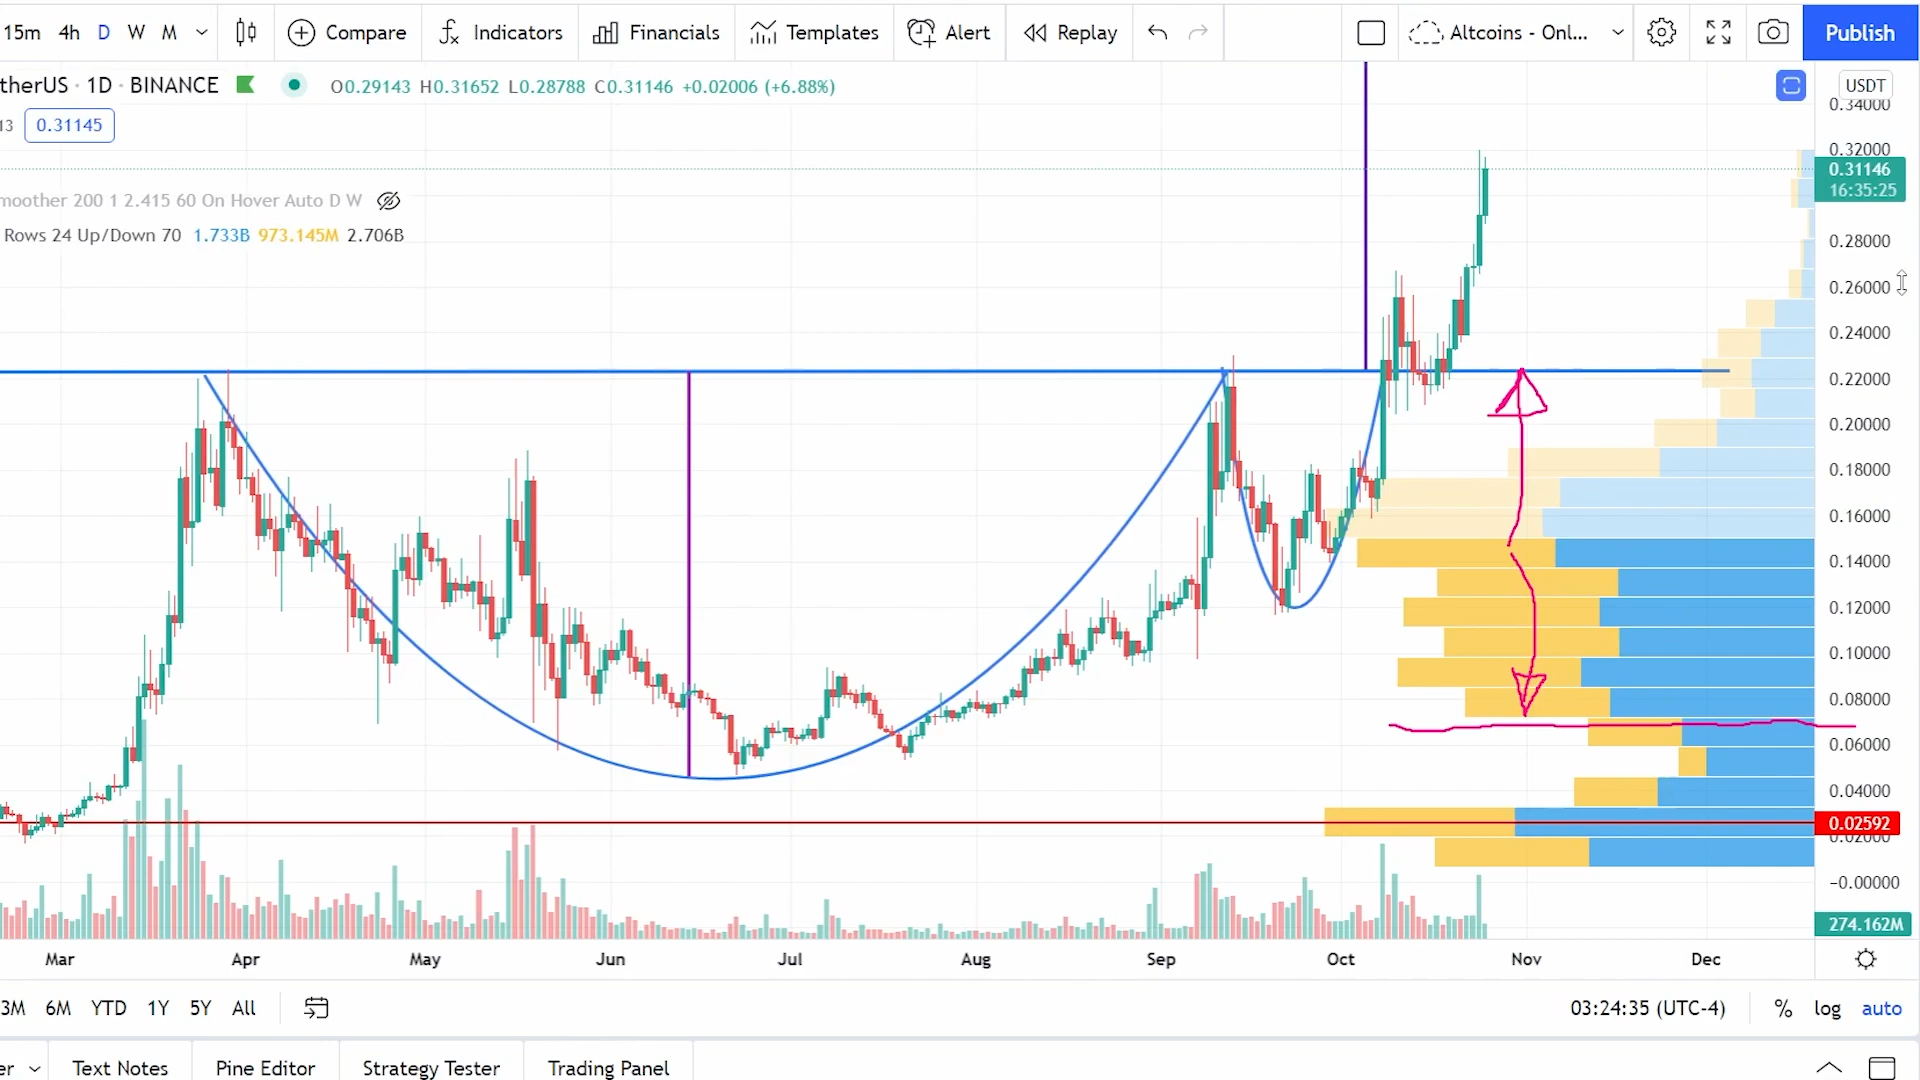 15m 4h D W M Compare Indicators Financials Templates Alert Replay Altcoins - Onl... Publish
therUS · 1D · BINANCE O0.29143 H0.31652 L0.28788 C0.31146 +0.02006 (+6.88%) USDT
0.34000
13 0.31145
0.32000
0.31146
16:35:25
moother 200 1 2.415 60 On Hover Auto D W
Rows 24 Up/Down 70 1.733B 973.145M 2.706B
0.28000
0.26000
0.24000
0.22000
0.20000
0.18000
0.16000
0.14000
0.12000
0.10000
0.08000
0.06000
0.04000
0.02592
0.02000
-0.00000
274.162M
Mar Apr May Jun Jul Aug Sep Oct Nov Dec
3M 6M YTD 1Y 5Y All 03:24:35 (UTC-4) % log auto
er Text Notes Pine Editor Strategy Tester Trading Panel